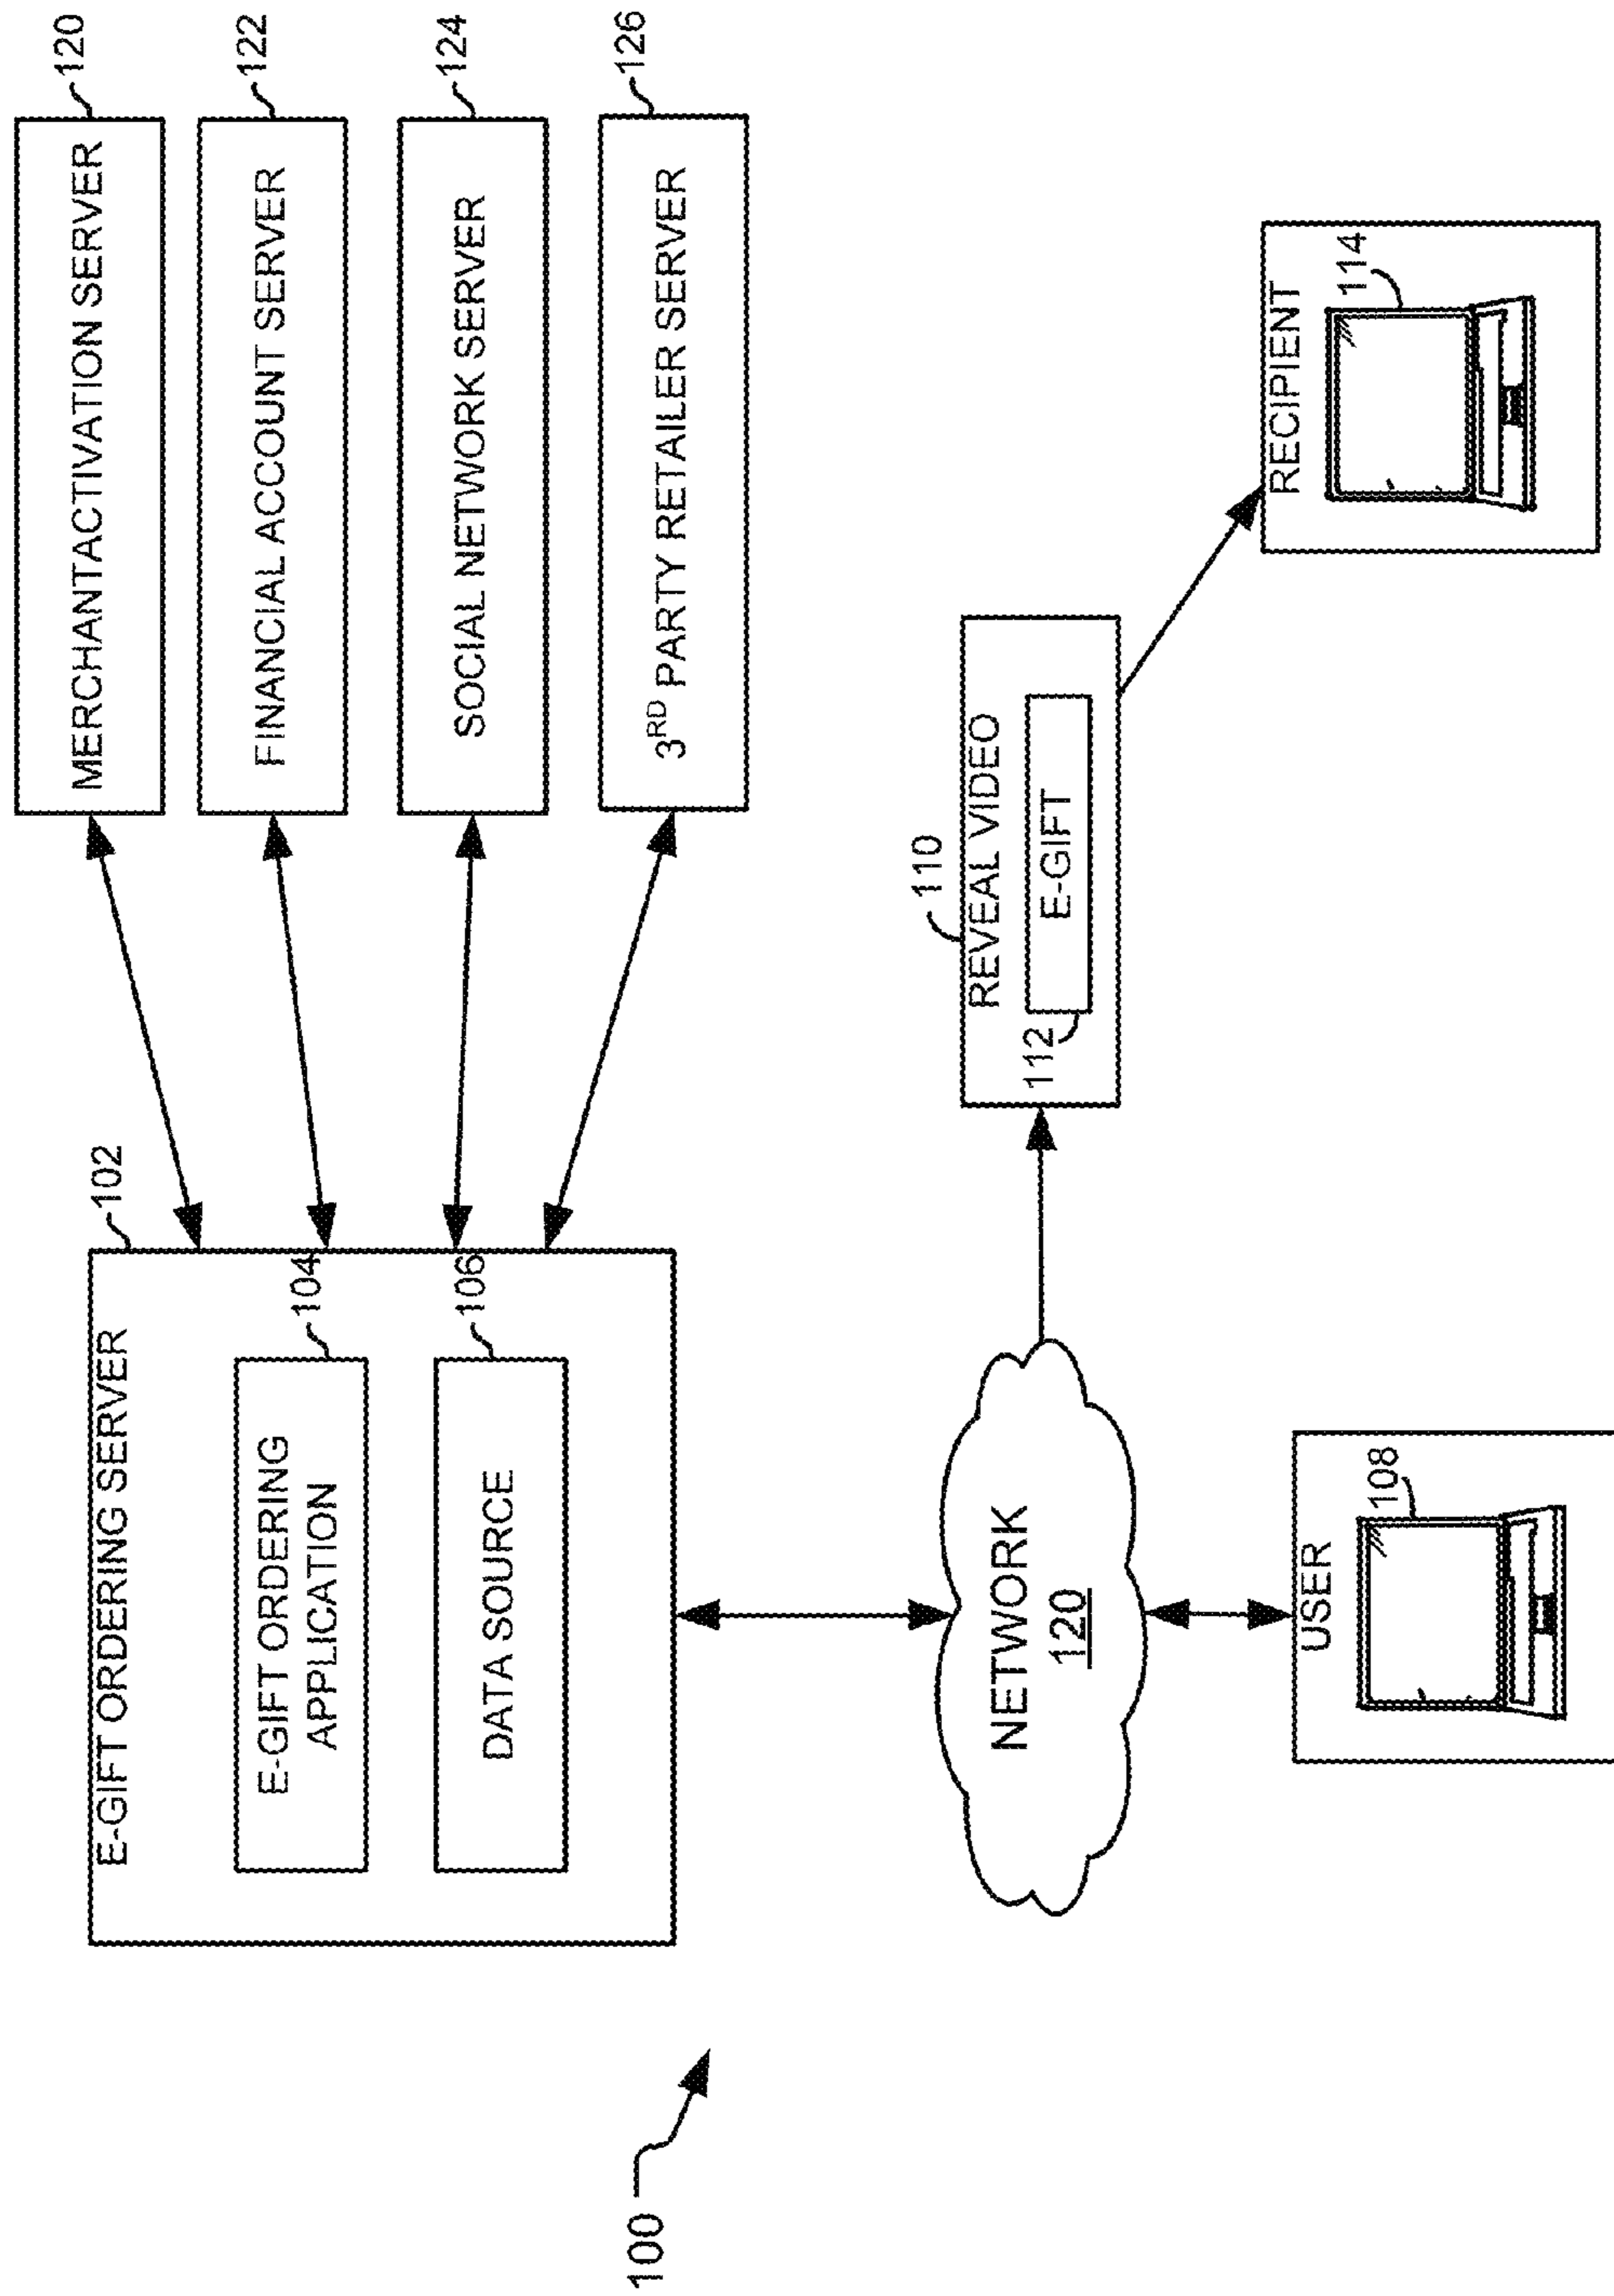 100
E-GIFT ORDERING SERVER
102
E-GIFT ORDERING
APPLICATION
104
DATA SOURCE
106
MERCHANTACTIVATION SERVER
120
FINANCIAL ACCOUNT SERVER
122
SOCIAL NETWORK SERVER
124
3RD PARTY RETAILER SERVER
126
NETWORK
120
110
REVEAL VIDEO
112
E-GIFT
USER
108
RECIPIENT
114